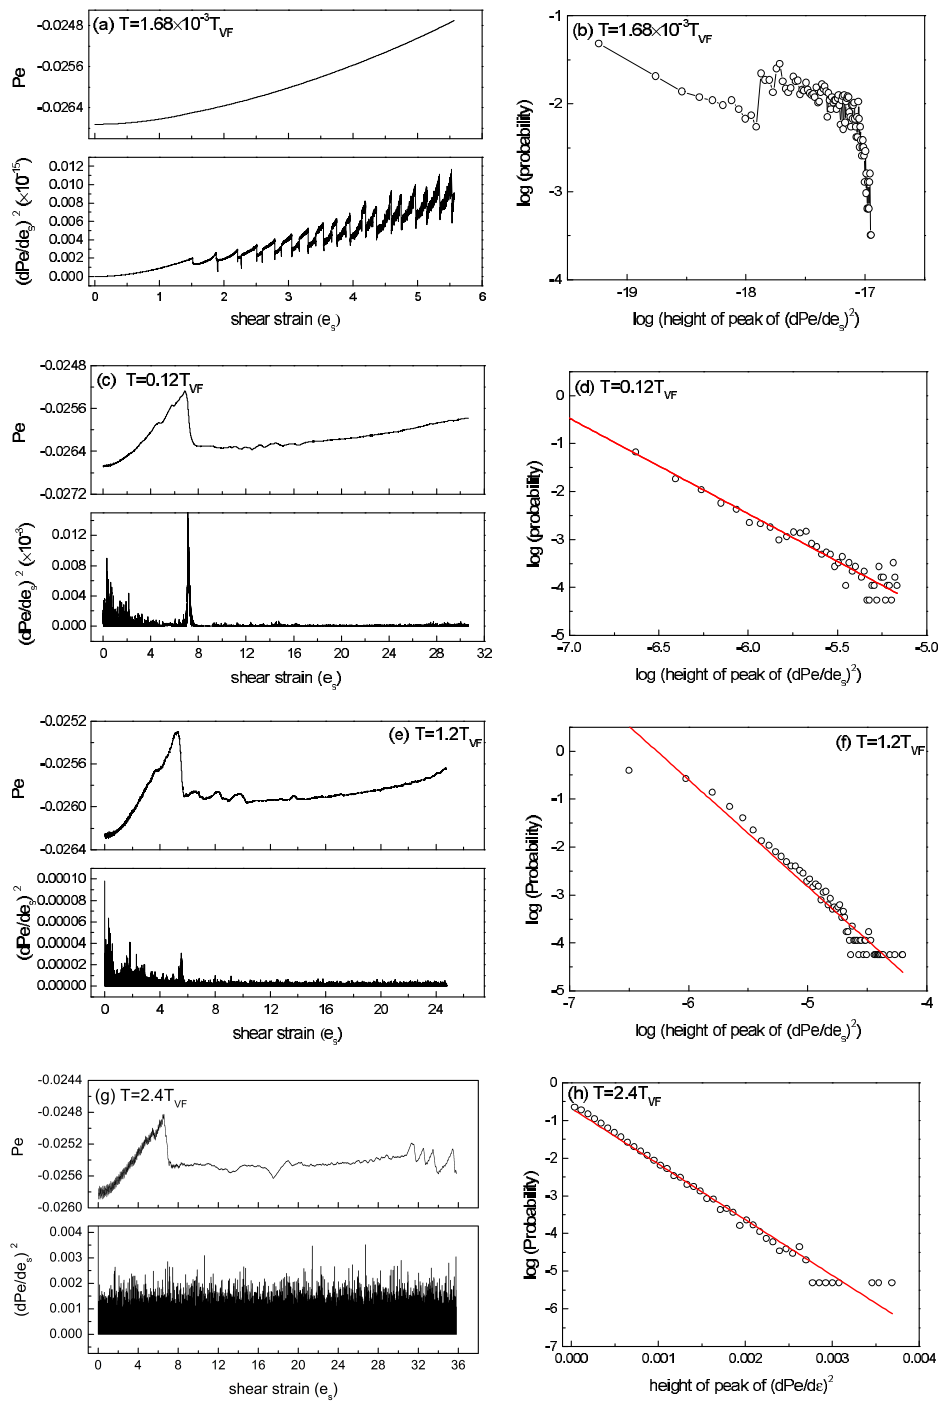 (a) T=1.68×10⁻³T_VF
-0.0248
-0.0256
-0.0264
Pe
0.012
0.010
0.008
0.006
0.004
0.002
0.000
(dPe/de_s)² (×10⁻¹⁵)
0 1 2 3 4 5 6
shear strain (e_s)
(b) T=1.68×10⁻³T_VF
-1
-2
-3
-4
log (probability)
-19 -18 -17
log (height of peak of (dPe/de_s)²)
(c) T=0.12T_VF
-0.0248
-0.0256
-0.0264
-0.0272
Pe
0.012
0.008
0.004
0.000
(dPe/de_s)² (×10⁻³)
0 4 8 12 16 20 24 28 32
shear strain (e_s)
(d) T=0.12T_VF
0
-1
-2
-3
-4
-5
log (probability)
-7.0 -6.5 -6.0 -5.5 -5.0
log (height of peak of (dPe/de_s)²)
(e) T=1.2T_VF
-0.0252
-0.0256
-0.0260
-0.0264
Pe
0.00010
0.00008
0.00006
0.00004
0.00002
0.00000
(dPe/de_s)²
0 4 8 12 16 20 24
shear strain (e_s)
(f) T=1.2T_VF
0
-1
-2
-3
-4
-5
log (Probability)
-7 -6 -5 -4
log (height of peak of (dPe/de_s)²)
(g) T=2.4T_VF
-0.0244
-0.0248
-0.0252
-0.0256
-0.0260
Pe
0.004
0.003
0.002
0.001
0.000
(dPe/de_s)²
0 4 8 12 16 20 24 28 32 36
shear strain (e_s)
(h) T=2.4T_VF
0
-1
-2
-3
-4
-5
-6
-7
log (Probability)
0.000 0.001 0.002 0.003 0.004
height of peak of (dPe/dε)²